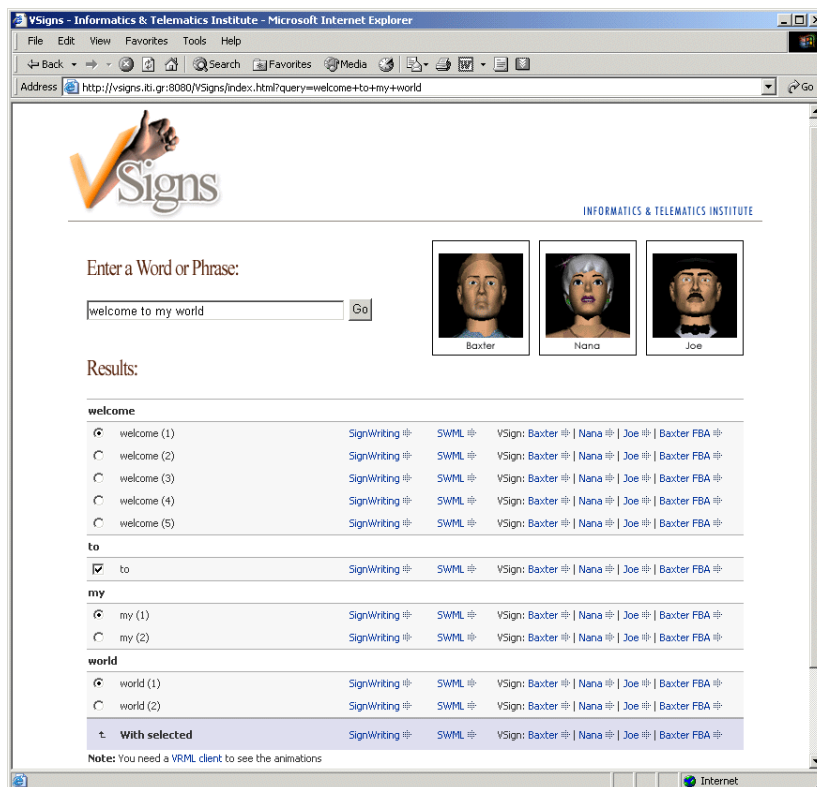 VSigns - Informatics & Telematics Institute - Microsoft Internet Explorer
File Edit View Favorites Tools Help
Back Search Favorites Media
Address http://vsigns.iti.gr:8080/VSigns/index.html?query=welcome+to+my+world Go
VSigns
INFORMATICS & TELEMATICS INSTITUTE
Enter a Word or Phrase:
welcome to my world Go
Baxter Nana Joe
Results:
welcome
welcome (1) SignWriting SWML VSign: Baxter | Nana | Joe | Baxter FBA
welcome (2) SignWriting SWML VSign: Baxter | Nana | Joe | Baxter FBA
welcome (3) SignWriting SWML VSign: Baxter | Nana | Joe | Baxter FBA
welcome (4) SignWriting SWML VSign: Baxter | Nana | Joe | Baxter FBA
welcome (5) SignWriting SWML VSign: Baxter | Nana | Joe | Baxter FBA
to
to SignWriting SWML VSign: Baxter | Nana | Joe | Baxter FBA
my
my (1) SignWriting SWML VSign: Baxter | Nana | Joe | Baxter FBA
my (2) SignWriting SWML VSign: Baxter | Nana | Joe | Baxter FBA
world
world (1) SignWriting SWML VSign: Baxter | Nana | Joe | Baxter FBA
world (2) SignWriting SWML VSign: Baxter | Nana | Joe | Baxter FBA
With selected SignWriting SWML VSign: Baxter | Nana | Joe | Baxter FBA
Note: You need a VRML client to see the animations
Internet